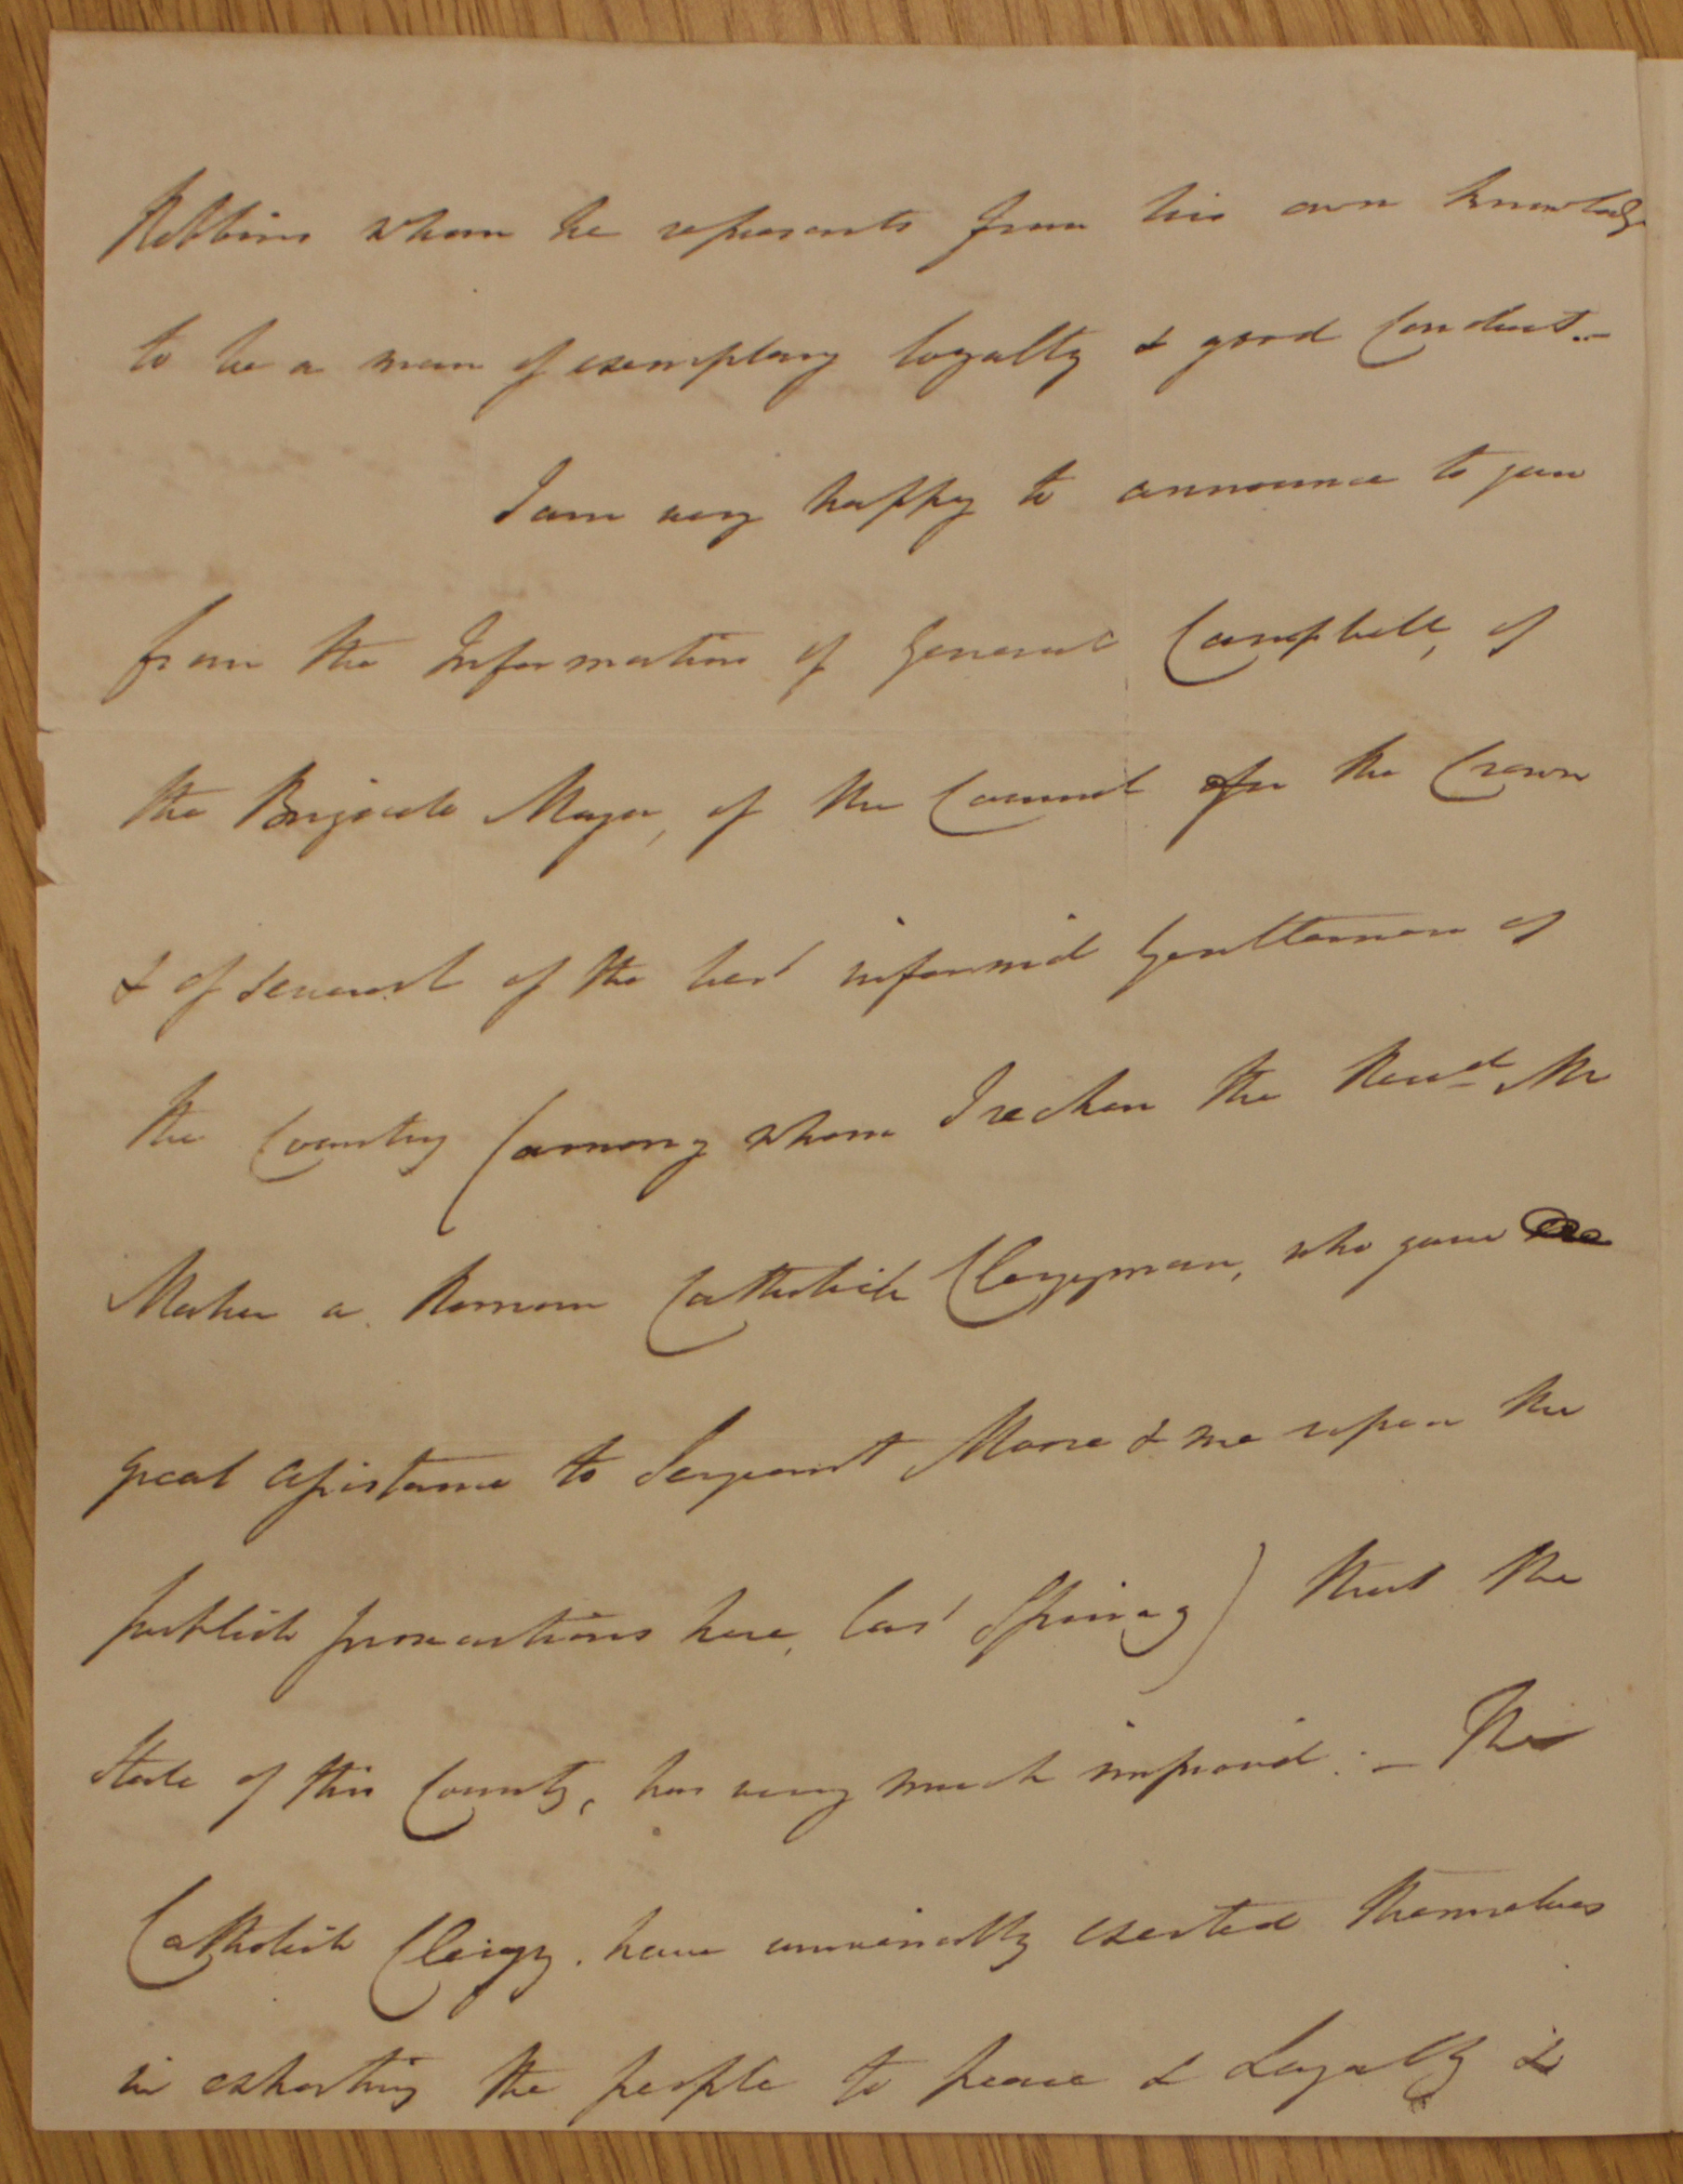 Robbins whom he represents from his own knowledge
to be a man of exemplary loyalty & good Conduct..–
I am very happy to announce to you
from the Information of General Campbell, of
the Brigade Major, of the Counsel for the Crown
& of several of the best informed Gentlemen of
the Country (among whom I reckon the Revd Mr
Maher a Roman Catholick Clergyman, who gave
great assistance to Sergeant Moore & me upon the
publick prosecutions here, last Spring) that the
State of this County, has very much improved. – The
Catholick Clergy. have universally exerted themselves
in exhorting the people to peace & Loyalty &